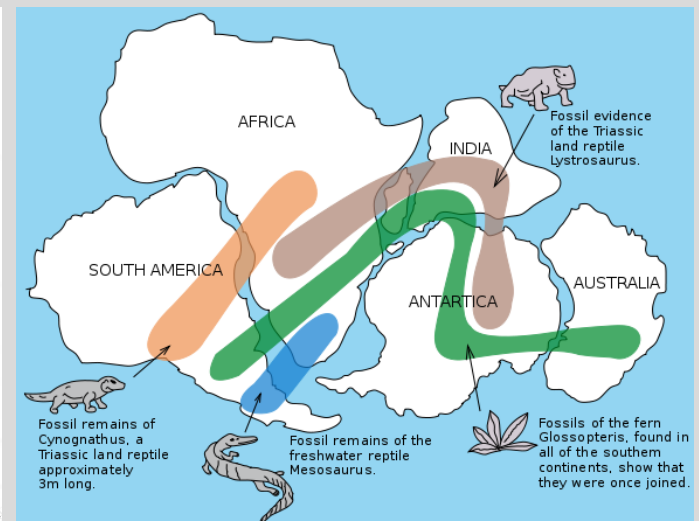 AFRICA
INDIA
Fossil evidence
of the Triassic
land reptile
Lystrosaurus.
SOUTH AMERICA
ANTARTICA
AUSTRALIA
Fossil remains of
Cynognathus, a
Triassic land reptile
approximately
3m long.
Fossil remains of the
freshwater reptile
Mesosaurus.
Fossils of the fern
Glossopteris, found in
all of the southem
continents, show that
they were once joined.